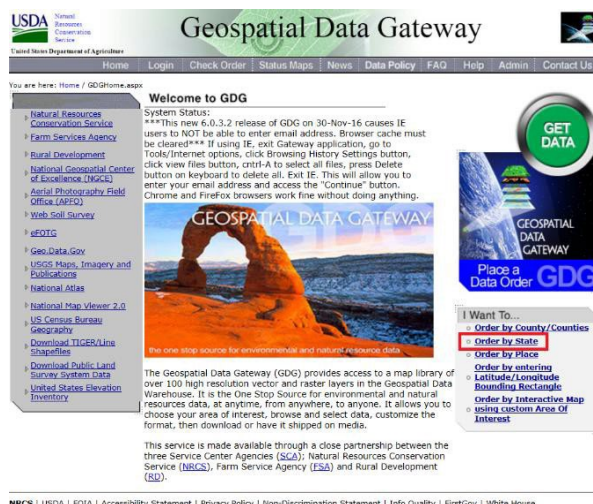 USDA
Natural
Resources
Conservation
Service
United States Department of Agriculture
Geospatial Data Gateway
Home Login Check Order Status Maps News Data Policy FAQ Help Admin Contact Us
You are here: Home / GDGHome.aspx
Natural Resources
Conservation Service
Farm Services Agency
Rural Development
National Geospatial Center
of Excellence (NGCE)
Aerial Photography Field
Office (APFO)
Web Soil Survey
eFOTG
Geo.Data.Gov
USGS Maps, Imagery and
Publications
National Atlas
National Map Viewer 2.0
US Census Bureau
Geography
Download TIGER/Line
Shapefiles
Download Public Land
Survey System Data
United States Elevation
Inventory
Welcome to GDG
System Status:
***This new 6.0.3.2 release of GDG on 30-Nov-16 causes IE
users to NOT be able to enter email address. Browser cache must
be cleared*** If using IE, exit Gateway application, go to
Tools/Internet options, click Browsing History Settings button,
click view files button, cntrl-A to select all files, press Delete
button on keyboard to delete all. Exit IE. This will allow you to
enter your email address and access the "Continue" button.
Chrome and FireFox browsers work fine without doing anything.
GEOSPATIAL DATA GATEWAY
the one stop source for environmental and natural resource data
The Geospatial Data Gateway (GDG) provides access to a map library of
over 100 high resolution vector and raster layers in the Geospatial Data
Warehouse. It is the One Stop Source for environmental and natural
resources data, at anytime, from anywhere, to anyone. It allows you to
choose your area of interest, browse and select data, customize the
format, then download or have it shipped on media.
This service is made available through a close partnership between the
three Service Center Agencies (SCA); Natural Resources Conservation
Service (NRCS), Farm Service Agency (FSA) and Rural Development
(RD).
GET
DATA
GEOSPATIAL
DATA
GATEWAY
Place a
Data Order GDG
I Want To...
Order by County/Counties
Order by State
Order by Place
Order by entering
Latitude/Longitude
Bounding Rectangle
Order by Interactive Map
using custom Area Of
Interest
NRCS | USDA | FOIA | Accessibility Statement | Privacy Policy | Non-Discrimination Statement | Info Quality | FirstGov | White House